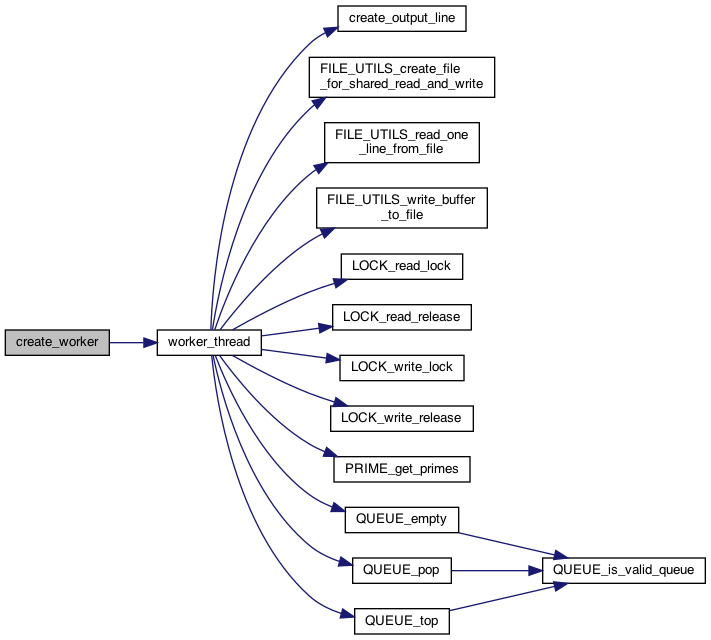 create_output_line
FILE_UTILS_create_file
_for_shared_read_and_write
FILE_UTILS_read_one
_line_from_file
FILE_UTILS_write_buffer
_to_file
LOCK_read_lock
LOCK_read_release
create_worker
worker_thread
LOCK_write_lock
LOCK_write_release
PRIME_get_primes
QUEUE_empty
QUEUE_pop
QUEUE_is_valid_queue
QUEUE_top